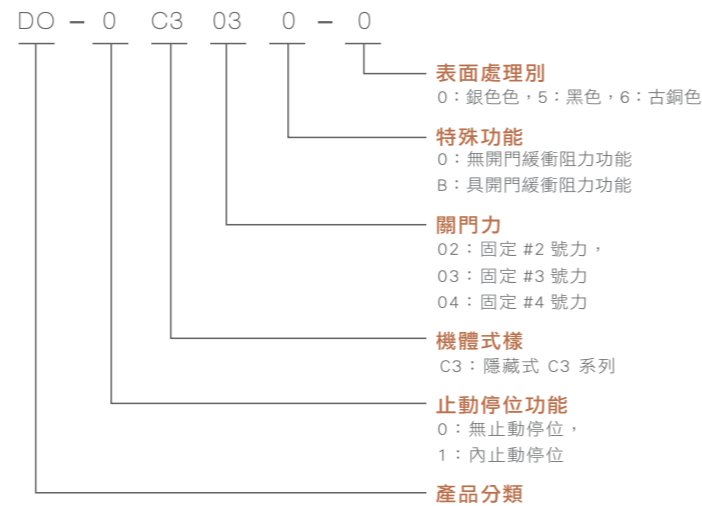 DO – 0 C3 03 0 – 0
表面處理別
0：銀色色，5：黑色，6：古銅色
特殊功能
0：無開門緩衝阻力功能
B：具開門緩衝阻力功能
關門力
02：固定 #2 號力，
03：固定 #3 號力
04：固定 #4 號力
機體式樣
C3：隱藏式 C3 系列
止動停位功能
0：無止動停位，
1：內止動停位
產品分類